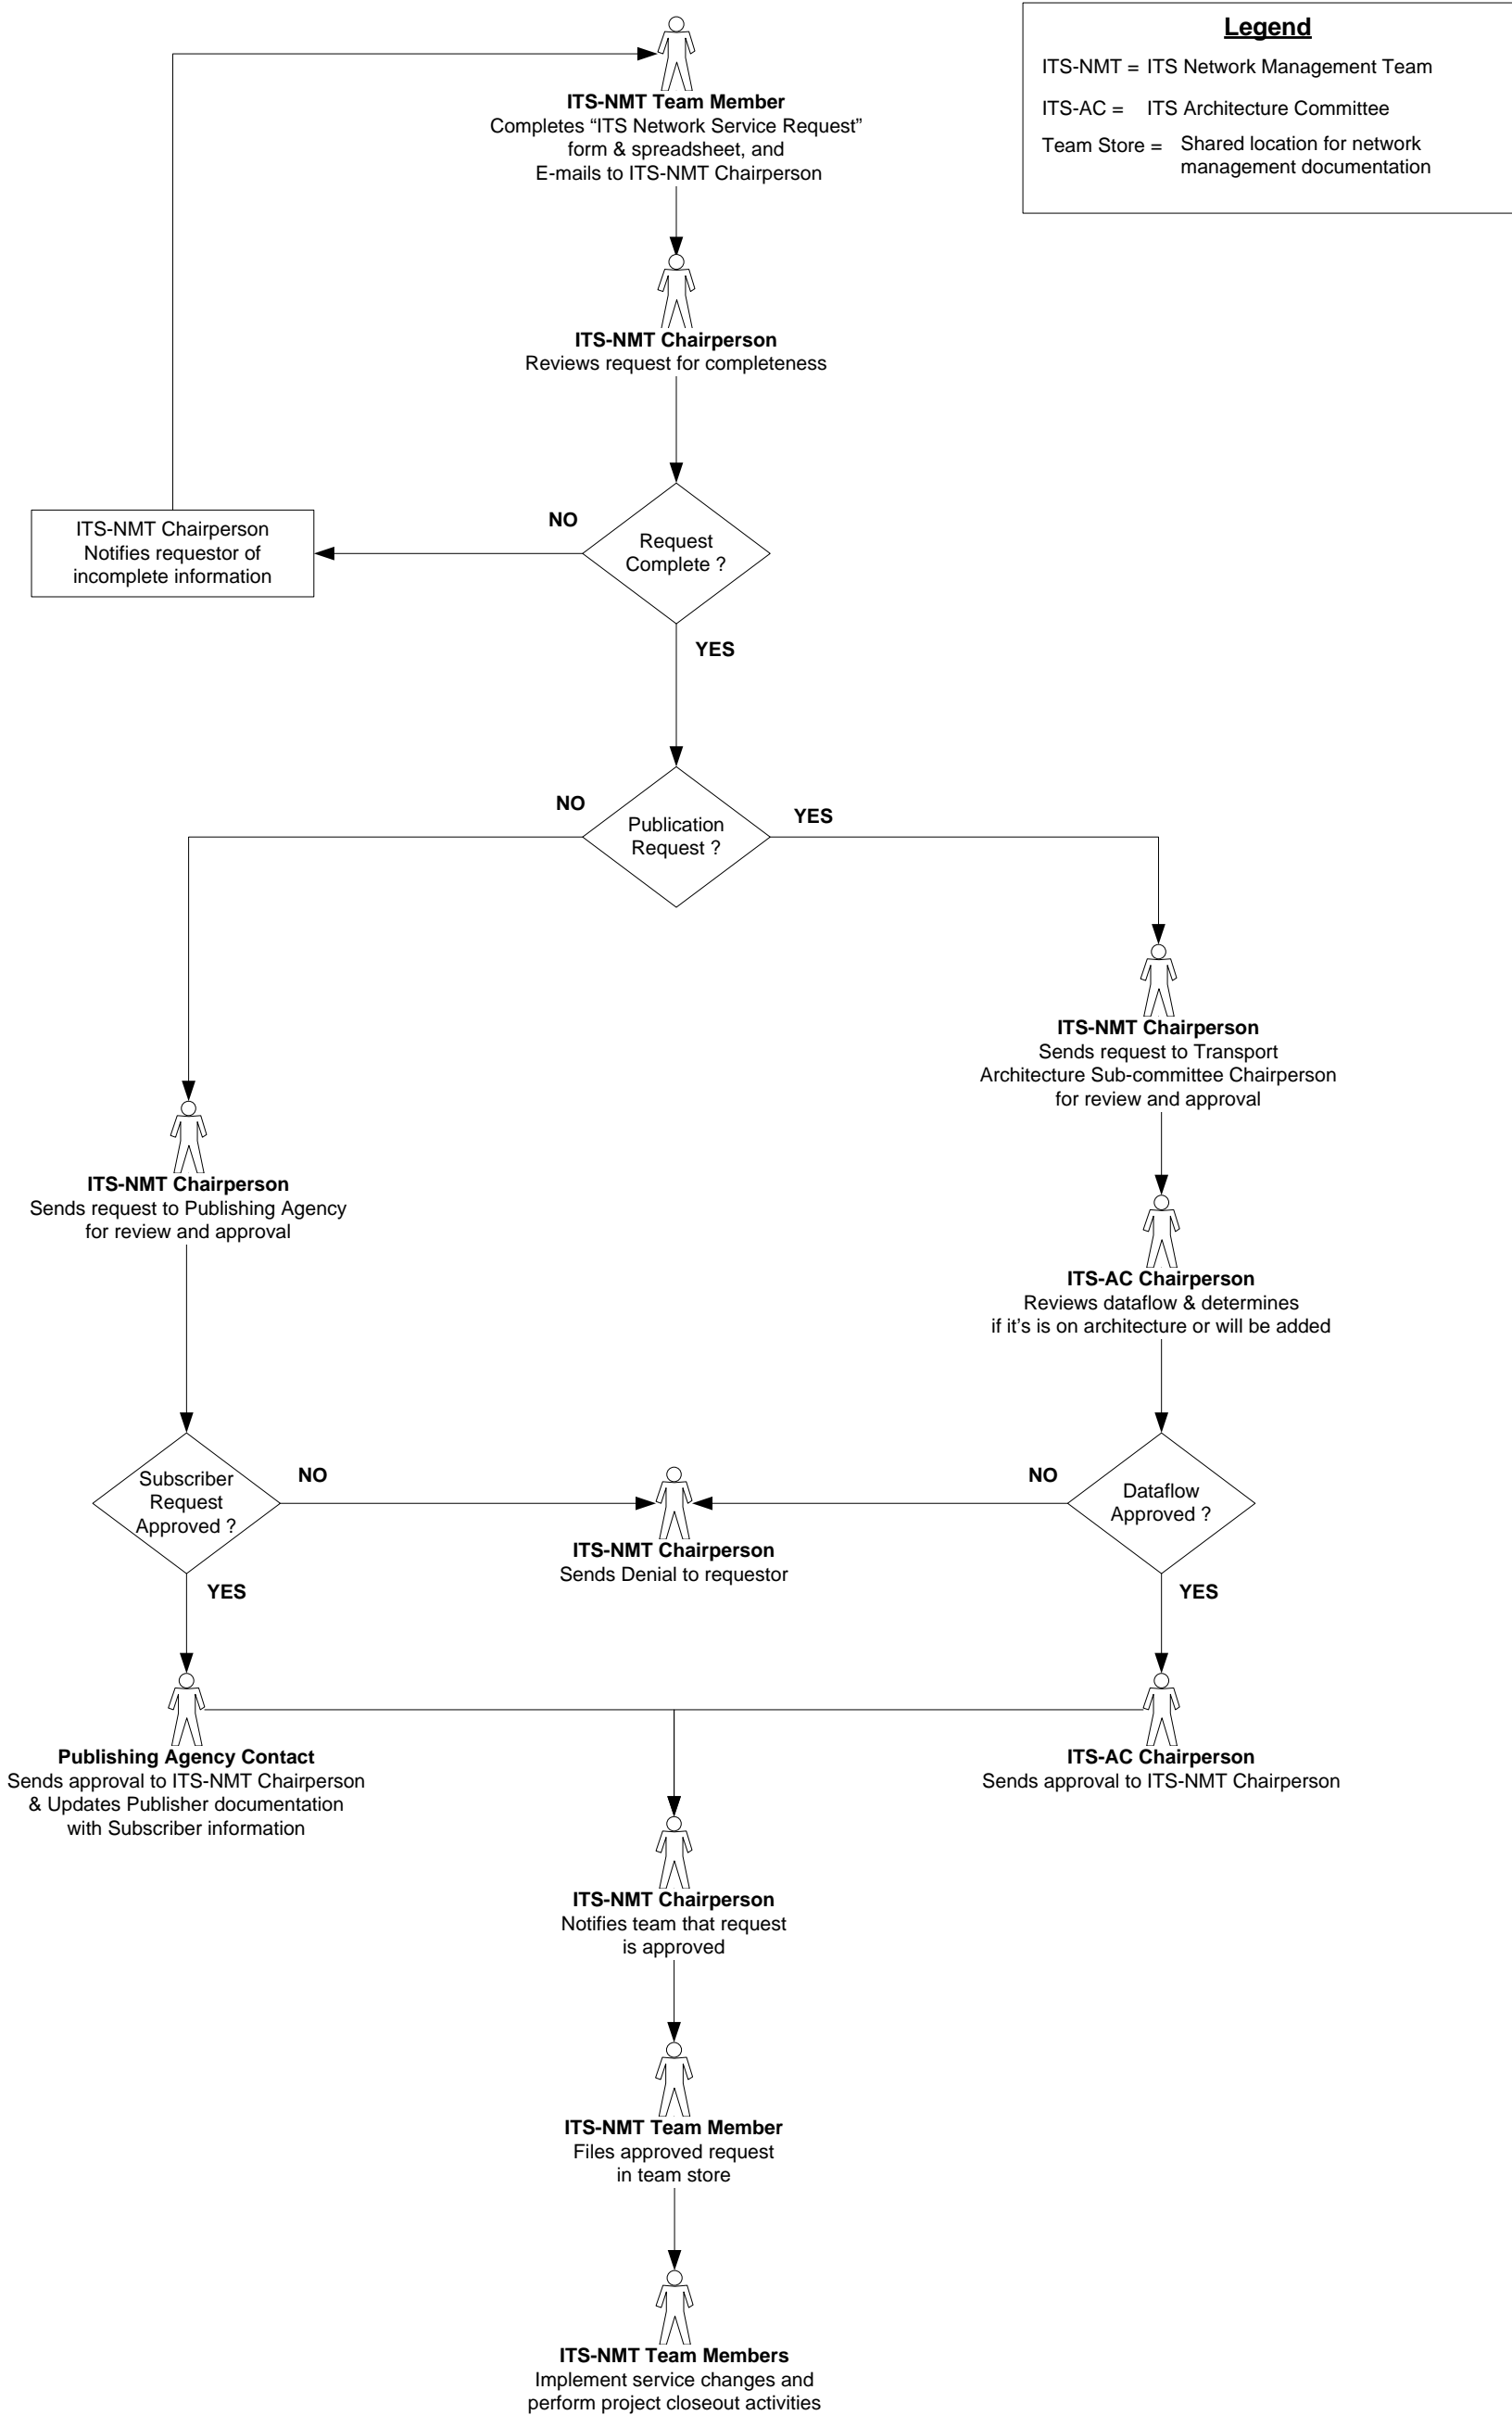 Legend
ITS-NMT = ITS Network Management Team
ITS-AC = ITS Architecture Committee
Team Store = Shared location for network
management documentation
ITS-NMT Team Member
Completes “ITS Network Service Request”
form & spreadsheet, and
E-mails to ITS-NMT Chairperson
ITS-NMT Chairperson
Reviews request for completeness
Request
Complete ?
NO
ITS-NMT Chairperson
Notifies requestor of
incomplete information
YES
Publication
Request ?
NO
YES
ITS-NMT Chairperson
Sends request to Transport
Architecture Sub-committee Chairperson
for review and approval
ITS-NMT Chairperson
Sends request to Publishing Agency
for review and approval
ITS-AC Chairperson
Reviews dataflow & determines
if it’s is on architecture or will be added
Subscriber
Request
Approved ?
NO
YES
ITS-NMT Chairperson
Sends Denial to requestor
NO
Dataflow
Approved ?
YES
Publishing Agency Contact
Sends approval to ITS-NMT Chairperson
& Updates Publisher documentation
with Subscriber information
ITS-AC Chairperson
Sends approval to ITS-NMT Chairperson
ITS-NMT Chairperson
Notifies team that request
is approved
ITS-NMT Team Member
Files approved request
in team store
ITS-NMT Team Members
Implement service changes and
perform project closeout activities